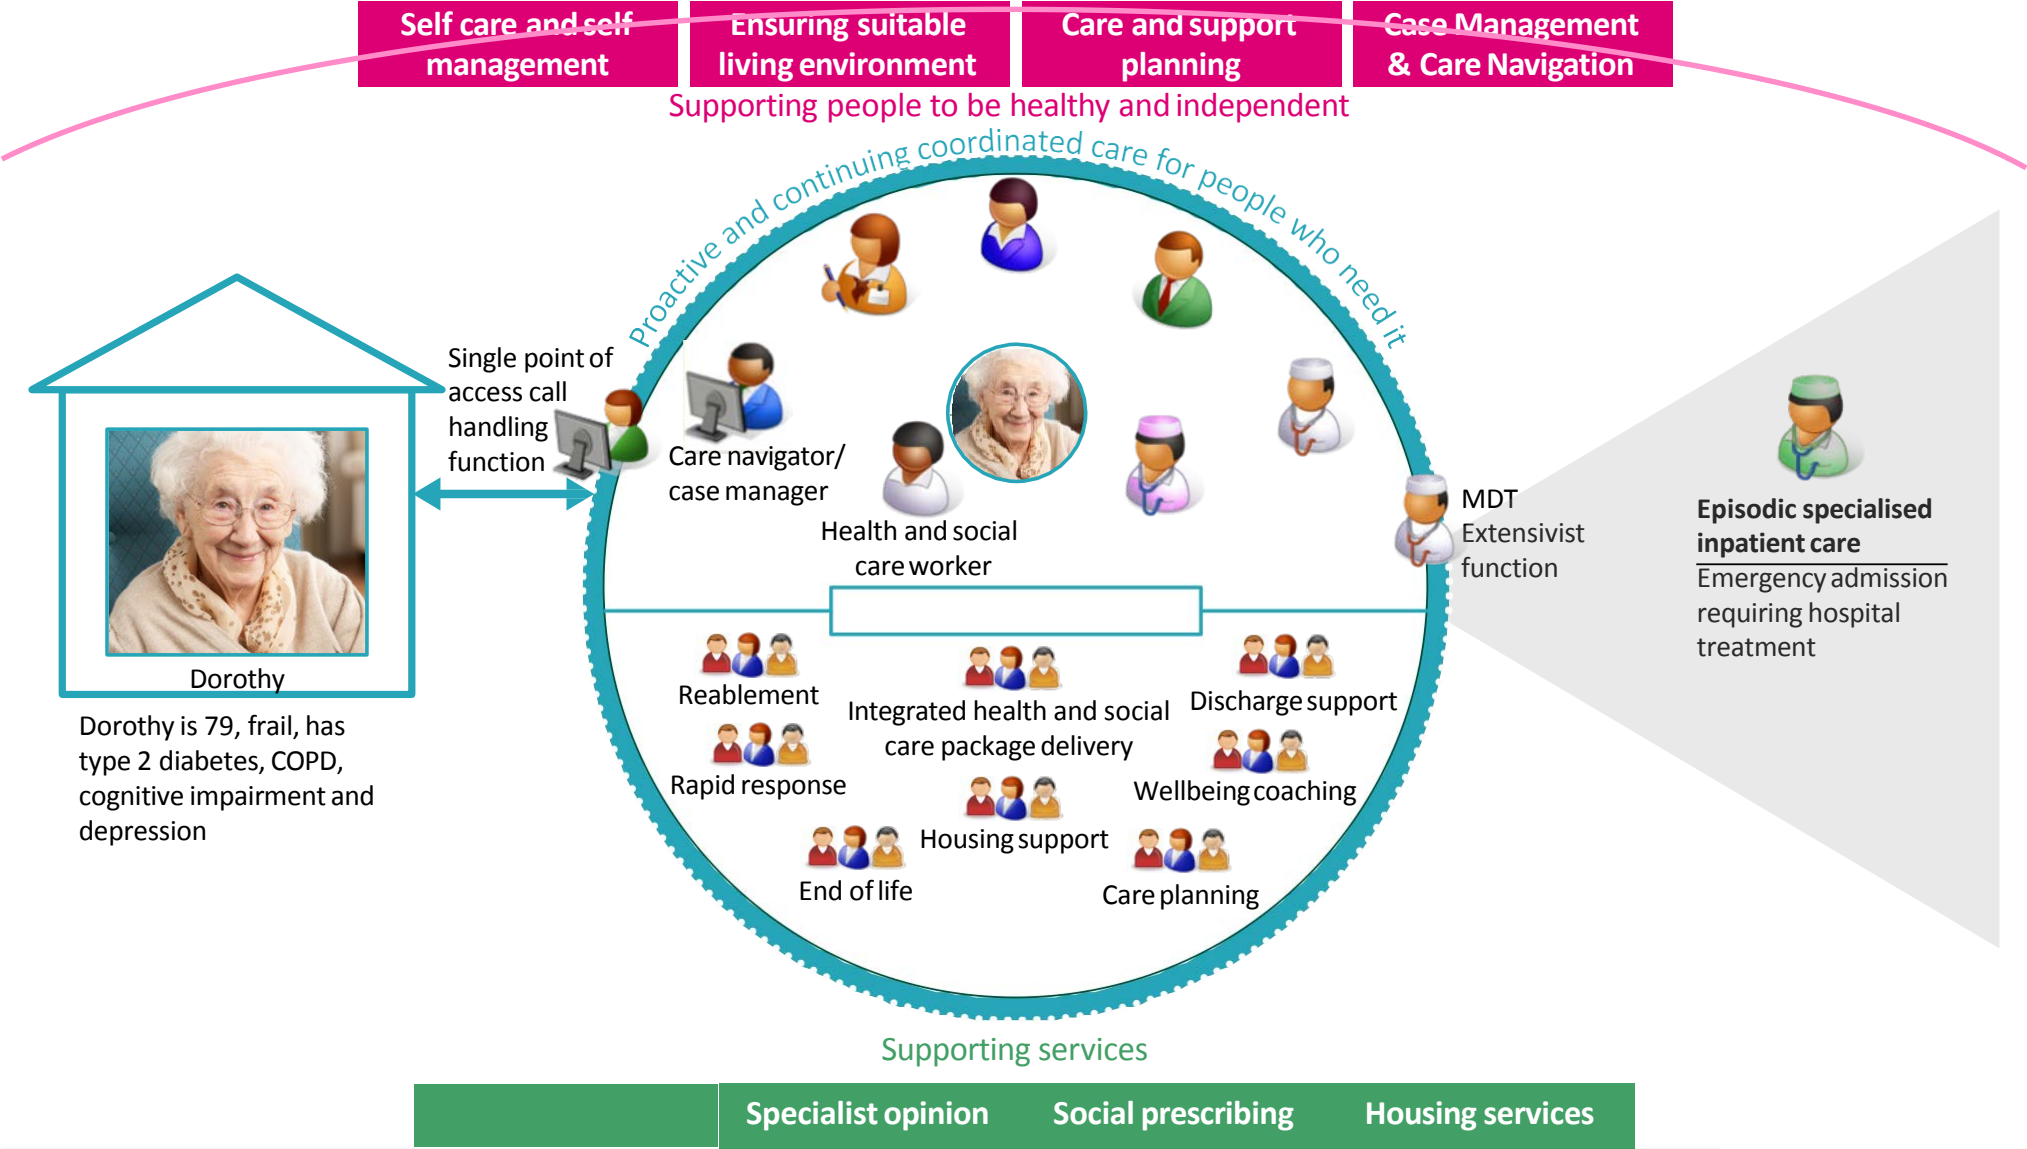 Self care and self
management
Ensuring suitable
living environment
Care and support
planning
Case Management
& Care Navigation
Supporting people to be healthy and independent
Proactive and continuing coordinated care for people who need it
Single point of
access call
handling
function
Care navigator/
case manager
Health and social
care worker
MDT
Extensivist
function
Episodic specialised
inpatient care
Emergency admission
requiring hospital
treatment
Dorothy
Dorothy is 79, frail, has
type 2 diabetes, COPD,
cognitive impairment and
depression
Reablement
Integrated health and social
care package delivery
Discharge support
Rapid response
Wellbeing coaching
Housing support
End of life
Care planning
Supporting services
Specialist opinion
Social prescribing
Housing services